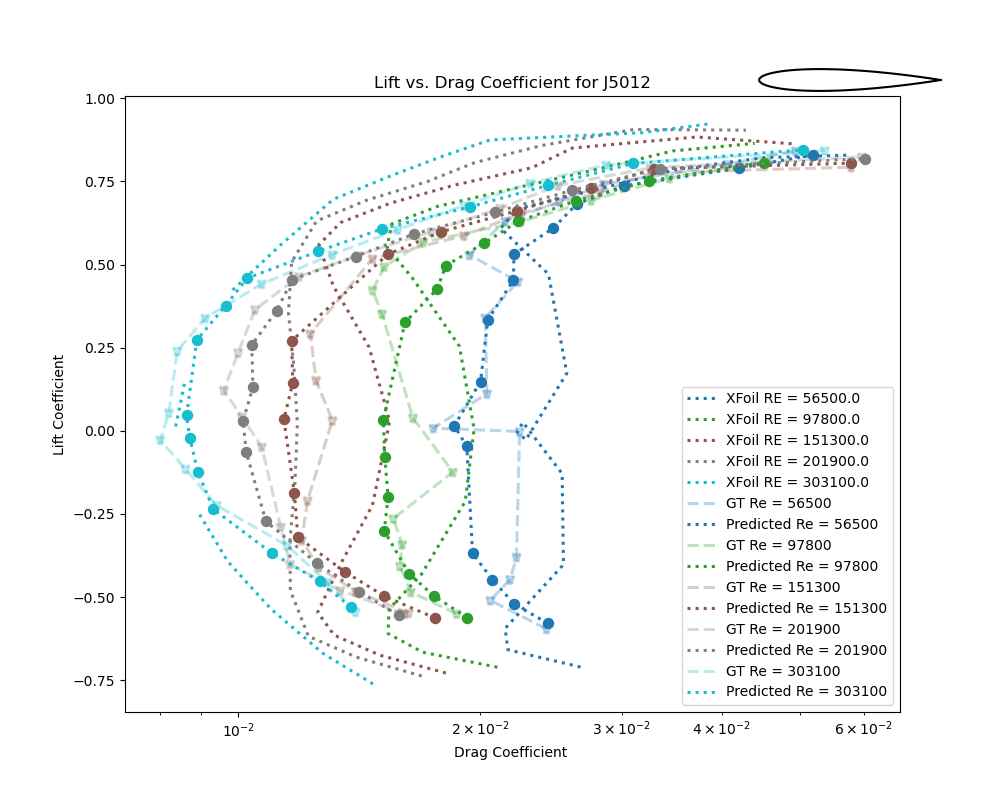 Lift vs. Drag Coefficient for J5012
1.00
0.75
0.50
0.25
0.00
−0.25
−0.50
−0.75
Lift Coefficient
XFoil RE = 56500.0
XFoil RE = 97800.0
XFoil RE = 151300.0
XFoil RE = 201900.0
XFoil RE = 303100.0
GT Re = 56500
Predicted Re = 56500
GT Re = 97800
Predicted Re = 97800
GT Re = 151300
Predicted Re = 151300
GT Re = 201900
Predicted Re = 201900
GT Re = 303100
Predicted Re = 303100
10⁻² 2 × 10⁻² 3 × 10⁻² 4 × 10⁻² 6 × 10⁻²
Drag Coefficient